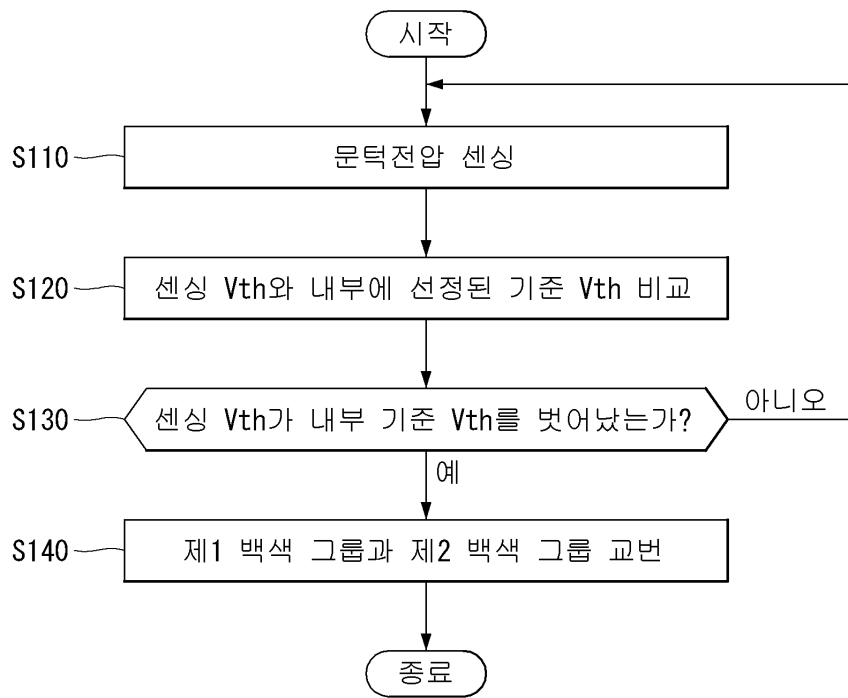 시작
S110
문턱전압 센싱
S120
센싱 Vth와 내부에 선정된 기준 Vth 비교
S130
센싱 Vth가 내부 기준 Vth를 벗어났는가?
아니오
예
S140
제1 백색 그룹과 제2 백색 그룹 교번
종료